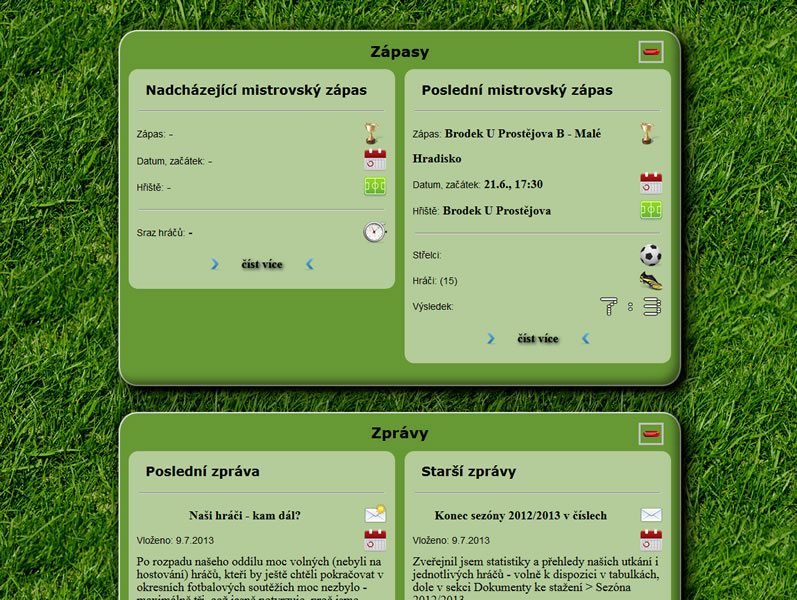 Zápasy
Nadcházející mistrovský zápas
Zápas: -
Datum, začátek: -
Hřiště: -
Sraz hráčů: -
číst více
Poslední mistrovský zápas
Zápas: Brodek U Prostějova B - Malé
Hradisko
Datum, začátek: 21.6., 17:30
Hřiště: Brodek U Prostějova
Střelci:
Hráči: (15)
Výsledek: 7 : 3
číst více
Zprávy
Poslední zpráva
Naši hráči - kam dál?
Vloženo: 9.7.2013
Po rozpadu našeho oddílu moc volných (nebyli na
hostování) hráčů, kteří by ještě chtěli pokračovat v
okresních fotbalových soutěžích moc nezbylo -
Starší zprávy
Konec sezóny 2012/2013 v číslech
Vloženo: 9.7.2013
Zveřejnil jsem statistiky a přehledy našich utkání i
jednotlivých hráčů - volně k dispozici v tabulkách,
dole v sekci Dokumenty ke stažení > Sezóna
2012/2013